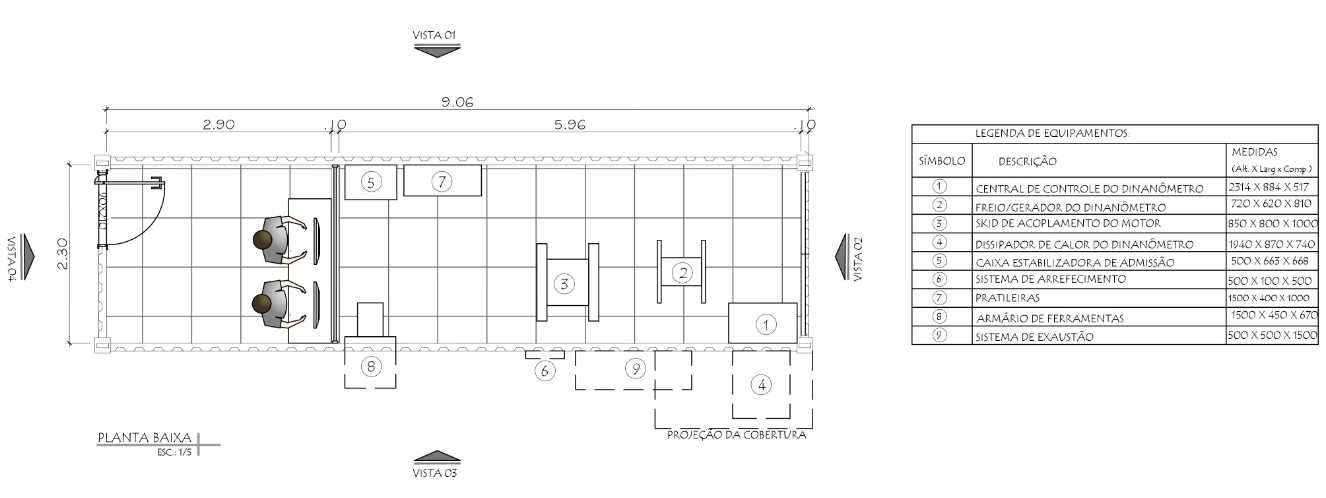 VISTA 01
9.06
2.90
.10
5.96
.10
90X210
2.30
VISTA 04
VISTA 02
5
7
3
2
1
8
6
9
4
PROJEÇÃO DA COBERTURA
PLANTA BAIXA
ESC.: 1/5
VISTA 03
LEGENDA DE EQUIPAMENTOS:
SÍMBOLO DESCRIÇÃO MEDIDAS
(Alt. X Larg x Comp.)
1 CENTRAL DE CONTROLE DO DINANÔMETRO 2314 X 884 X 517
2 FREIO/GERADOR DO DINANÔMETRO 720 X 620 X 810
3 SKID DE ACOPLAMENTO DO MOTOR 850 X 800 X 1000
4 DISSIPADOR DE CALOR DO DINANÔMETRO 1940 X 870 X 740
5 CAIXA ESTABILIZADORA DE ADMISSÃO 500 X 663 X 668
6 SISTEMA DE ARREFECIMENTO 500 X 100 X 500
7 PRATILEIRAS 1500 X 400 X 1000
8 ARMÁRIO DE FERRAMENTAS 1500 X 450 X 670
9 SISTEMA DE EXAUSTÃO 500 X 500 X 1500